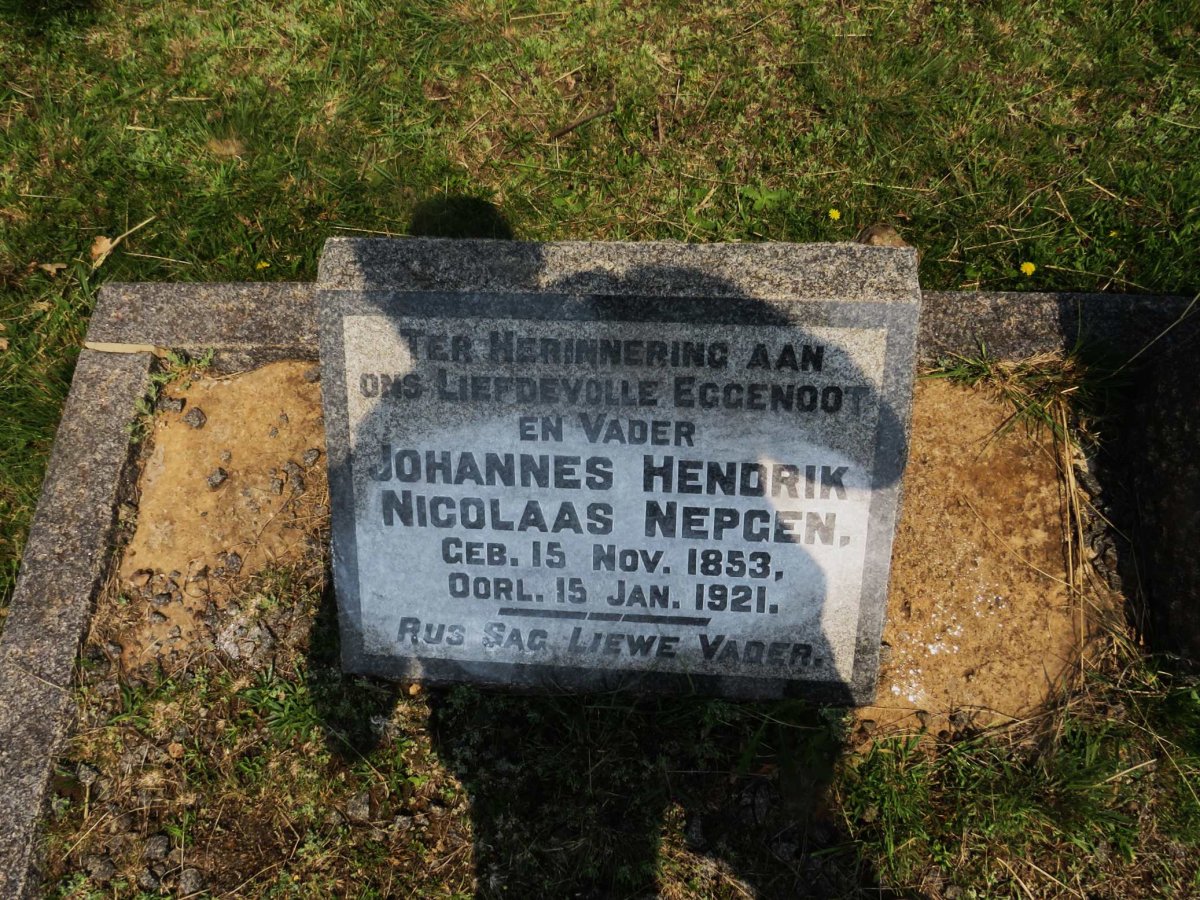 TER HERINNERING AAN
ONS LIEFDEVOLLE EGGENOOT
EN VADER
JOHANNES HENDRIK
NICOLAAS NEPGEN,
GEB. 15 NOV. 1853,
OORL. 15 JAN. 1921.
RUS SAG LIEWE VADER.